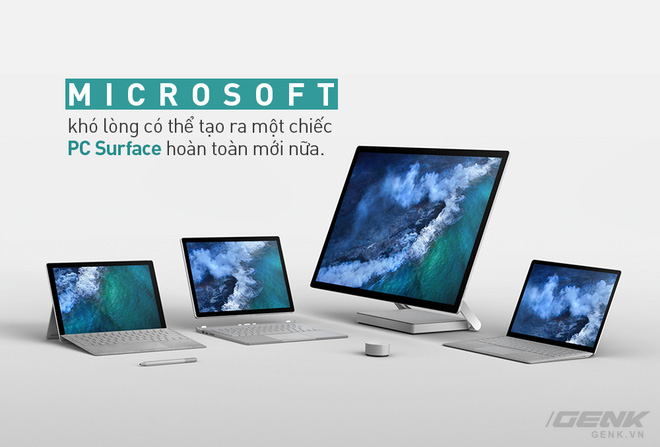 MICROSOFT
khó lòng có thể tạo ra một chiếc
PC Surface hoàn toàn mới nữa.
/GENK
GENK.VN